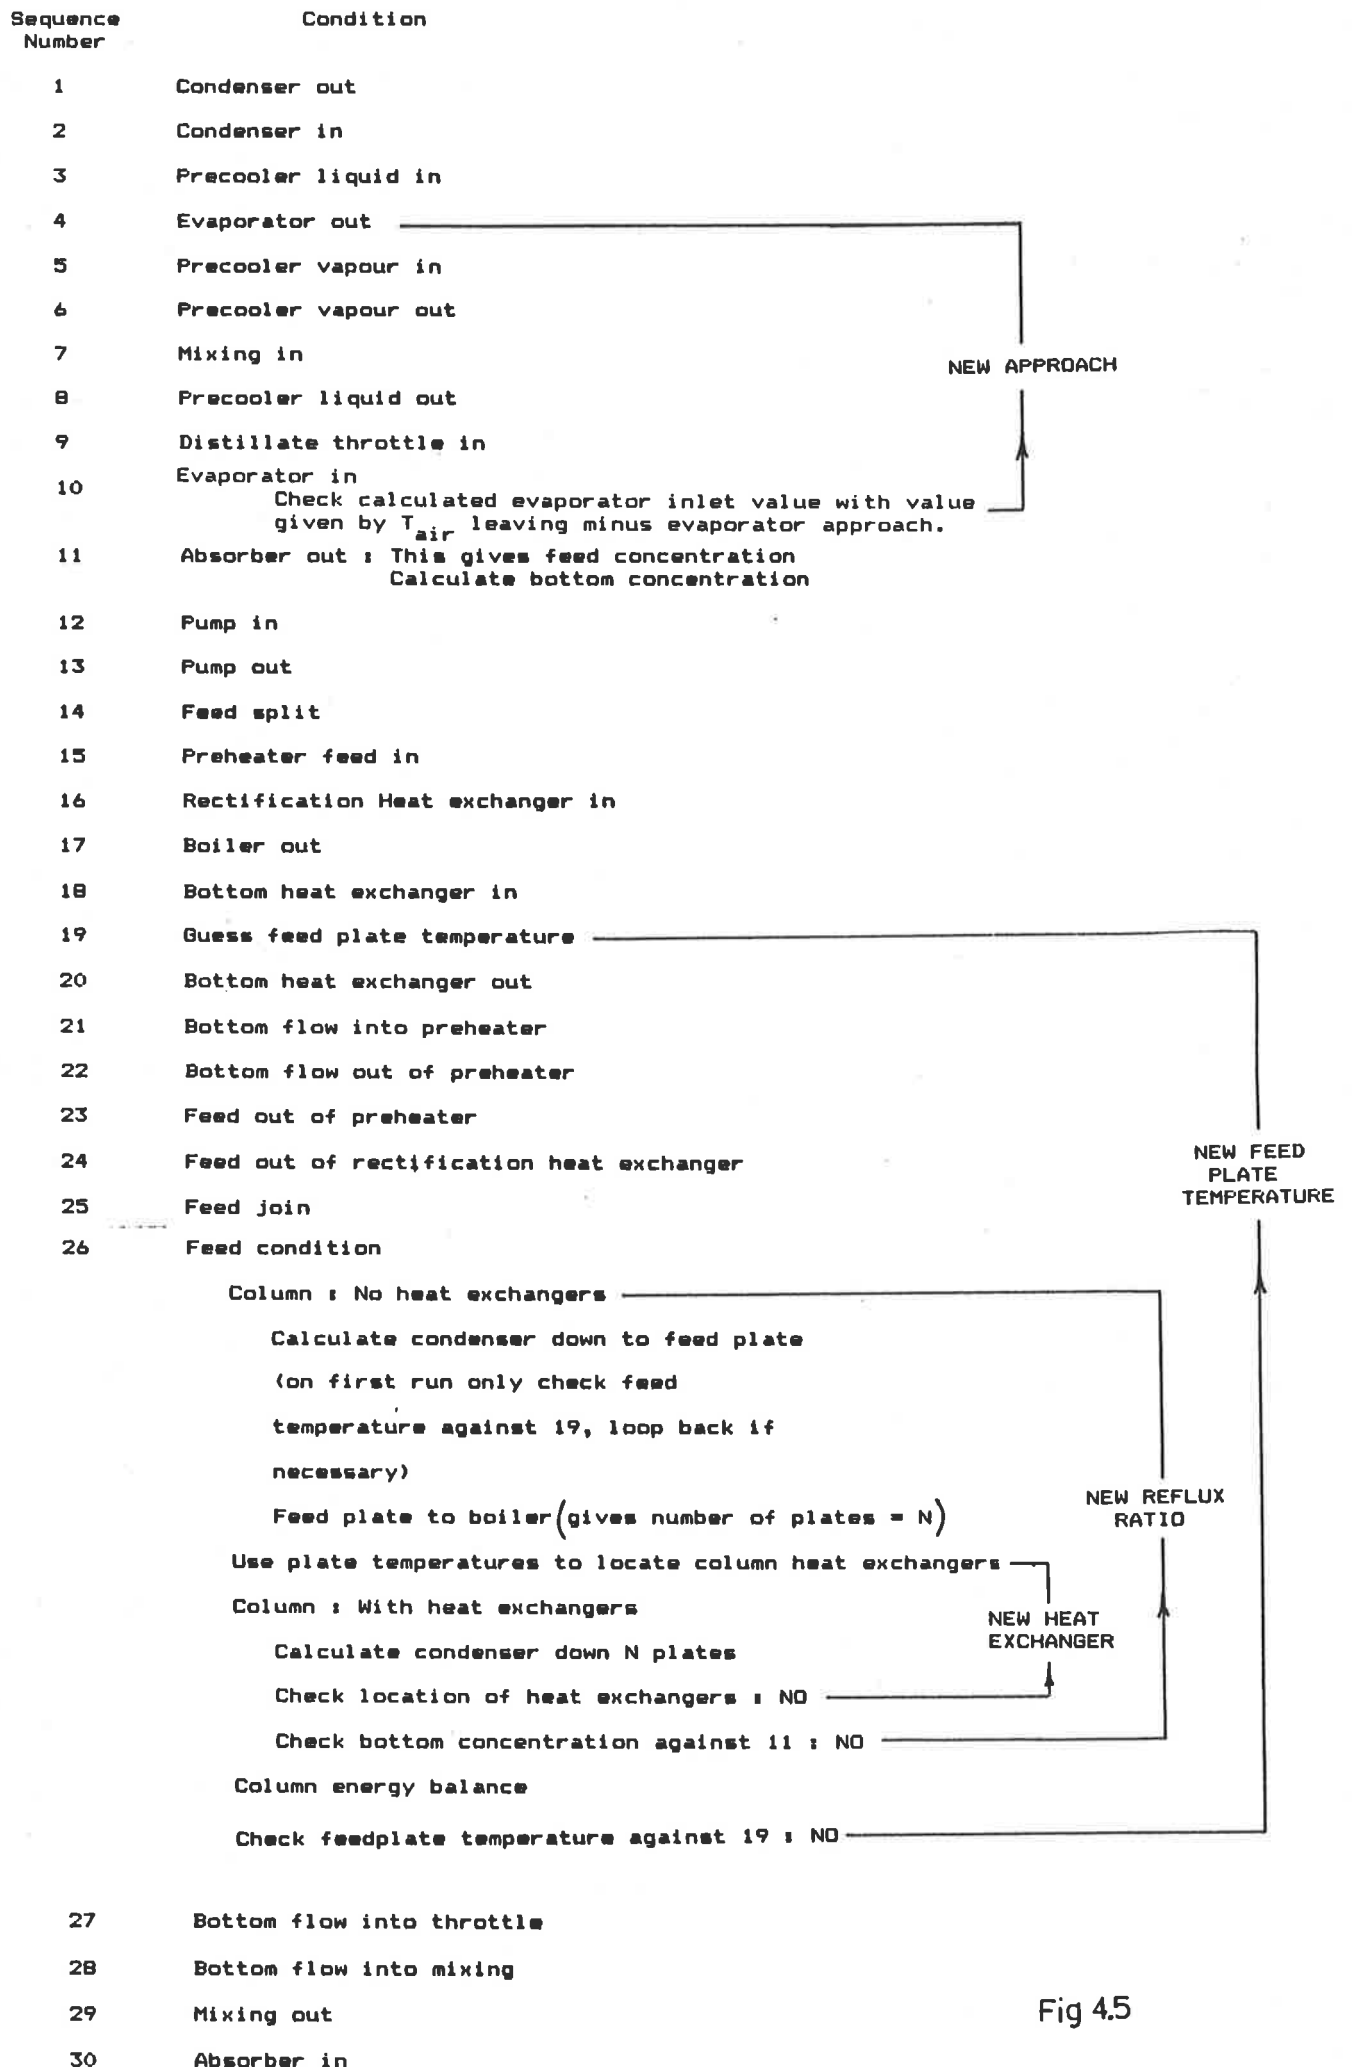 Sequence Condition
Number
1 Condenser out
2 Condenser in
3 Precooler liquid in
4 Evaporator out
5 Precooler vapour in
6 Precooler vapour out
7 Mixing in
NEW APPROACH
8 Precooler liquid out
9 Distillate throttle in
10 Evaporator in
Check calculated evaporator inlet value with value
given by Tair leaving minus evaporator approach.
11 Absorber out : This gives feed concentration
Calculate bottom concentration
12 Pump in
13 Pump out
14 Feed split
15 Preheater feed in
16 Rectification Heat exchanger in
17 Boiler out
18 Bottom heat exchanger in
19 Guess feed plate temperature
20 Bottom heat exchanger out
21 Bottom flow into preheater
22 Bottom flow out of preheater
23 Feed out of preheater
24 Feed out of rectification heat exchanger
NEW FEED
PLATE
TEMPERATURE
25 Feed join
26 Feed condition
Column : No heat exchangers
Calculate condenser down to feed plate
(on first run only check feed
temperature against 19, loop back if
necessary)
Feed plate to boiler (gives number of plates = N)
NEW REFLUX
RATIO
Use plate temperatures to locate column heat exchangers
Column : With heat exchangers
NEW HEAT
EXCHANGER
Calculate condenser down N plates
Check location of heat exchangers : NO
Check bottom concentration against 11 : NO
Column energy balance
Check feedplate temperature against 19 : NO
27 Bottom flow into throttle
28 Bottom flow into mixing
29 Mixing out
30 Absorber in
Fig 4.5